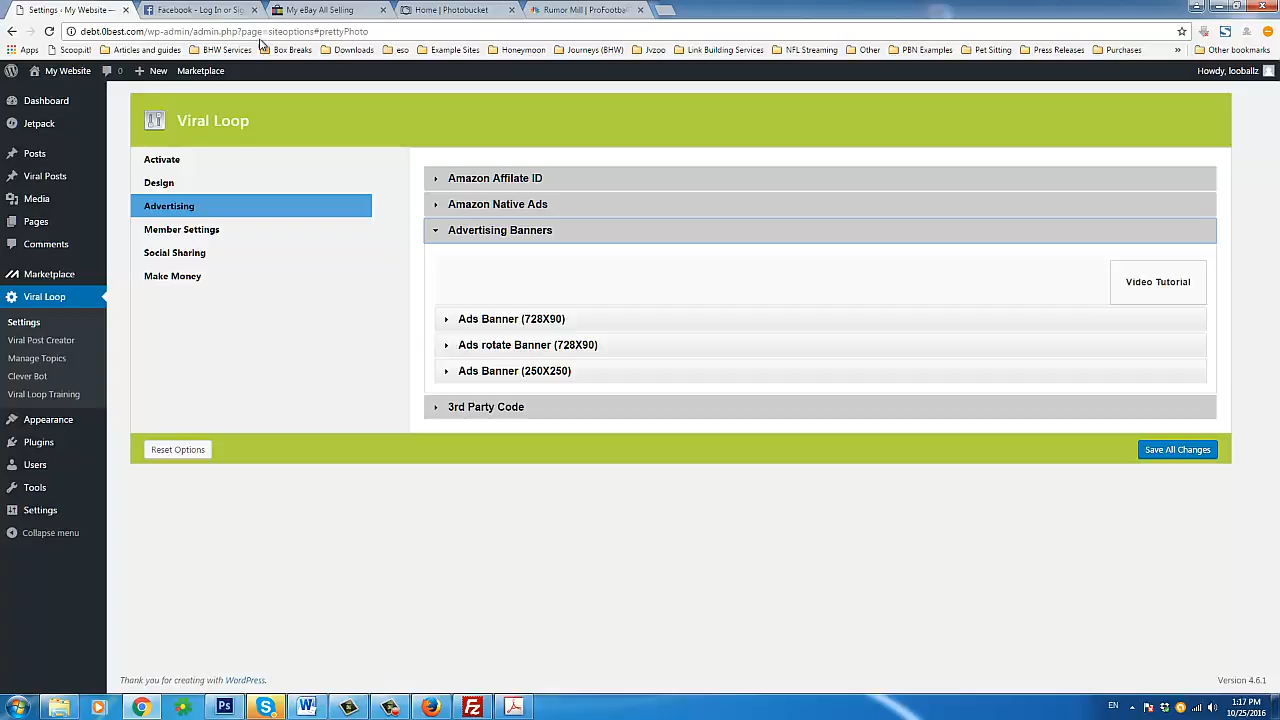 Settings ‹ My Website —
Facebook - Log In or Sig
My eBay All Selling
Home | Photobucket
Rumor Mill | ProFootba
debt.0best.com/wp-admin/admin.php?page=siteoptions#prettyPhoto
Apps
Scoop.it!
Articles and guides
BHW Services
Box Breaks
Downloads
eso
Example Sites
Honeymoon
Journeys (BHW)
Jvzoo
Link Building Services
NFL Streaming
Other
PBN Examples
Pet Sitting
Press Releases
Purchases
»
Other bookmarks
My Website
0
New
Marketplace
Howdy, looballz
Dashboard
Jetpack
Posts
Viral Posts
Media
Pages
Comments
Marketplace
Viral Loop
Settings
Viral Post Creator
Manage Topics
Clever Bot
Viral Loop Training
Appearance
Plugins
Users
Tools
Settings
Collapse menu
Viral Loop
Activate
Design
Advertising
Member Settings
Social Sharing
Make Money
Amazon Affilate ID
Amazon Native Ads
Advertising Banners
Video Tutorial
Ads Banner (728X90)
Ads rotate Banner (728X90)
Ads Banner (250X250)
3rd Party Code
Reset Options
Save All Changes
Thank you for creating with WordPress.
Version 4.6.1
Ps
EN
1:17 PM
10/25/2016